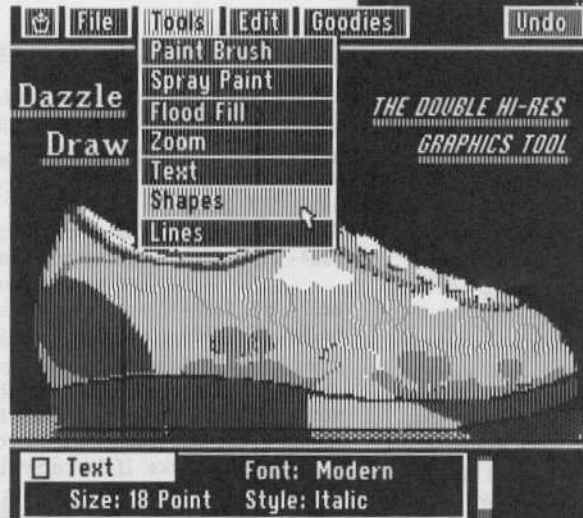 File Tools Edit Goodies Undo
Paint Brush
Spray Paint
Flood Fill
Zoom
Text
Shapes
Lines
Dazzle
Draw
THE DOUBLE HI-RES
GRAPHICS TOOL
Text Font: Modern
Size: 18 Point Style: Italic